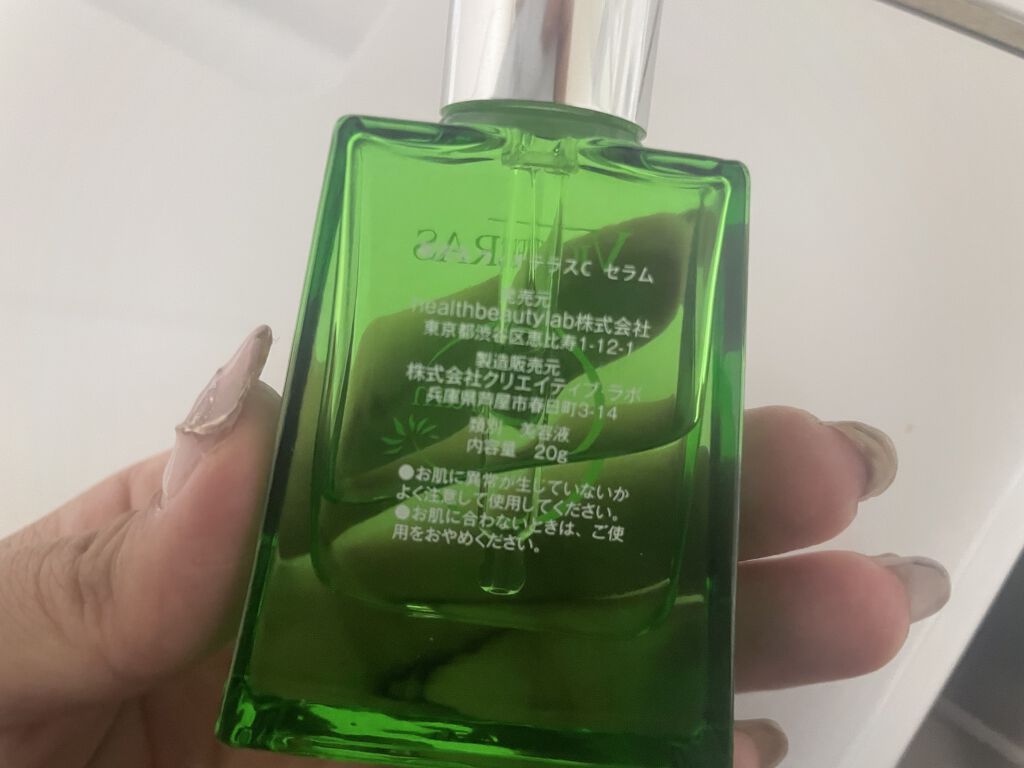 テラスC セラム
発売元
healthbeautylab株式会社
東京都渋谷区恵比寿1-12-1
製造販売元
株式会社クリエイティブ ラボ
兵庫県芦屋市春日町3-14
類別 美容液
内容量 20g
●お肌に異常が生じていないか
よく注意して使用してください。
●お肌に合わないときは、ご使
用をおやめください。